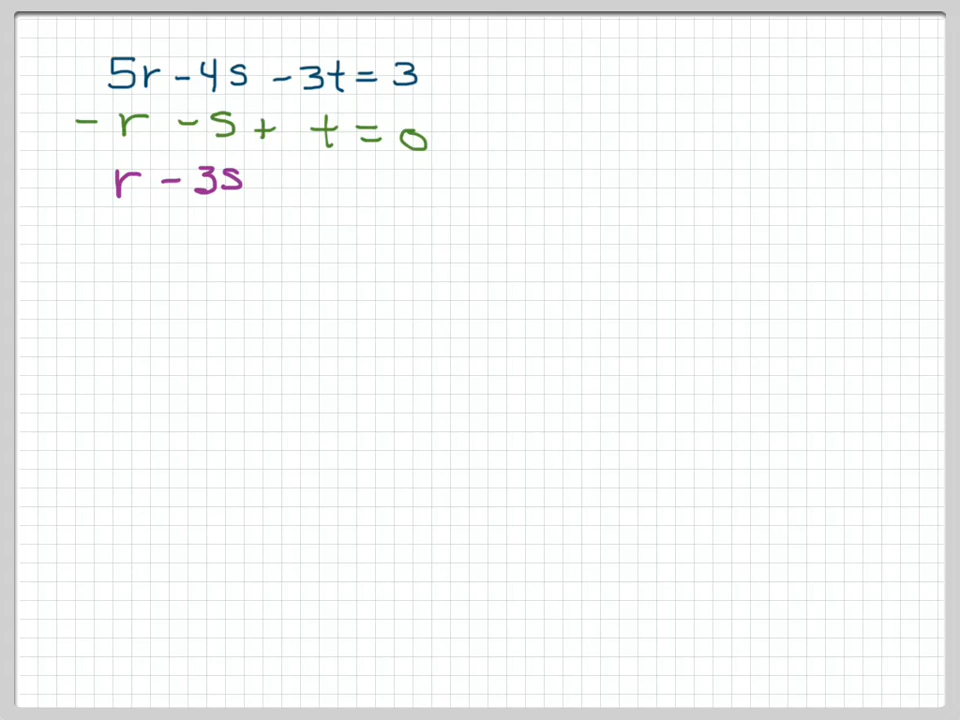 5r - 4s - 3t = 3
- r - s + t = 0
r - 3s